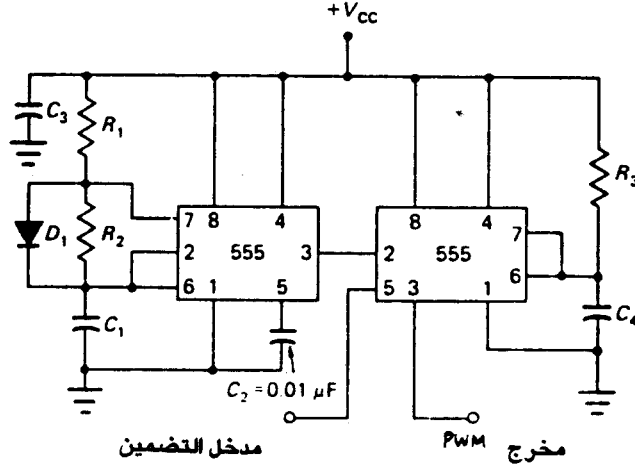 +V_CC
C₃
R₁
R₃
8 4
8 4
7
7
D₁ R₂
2 555 3
2 555
6
6 1 5
5 3 1
C₁
C₄
C₂ = 0.01 µF
مدخل التضمين
PWM
مخرج